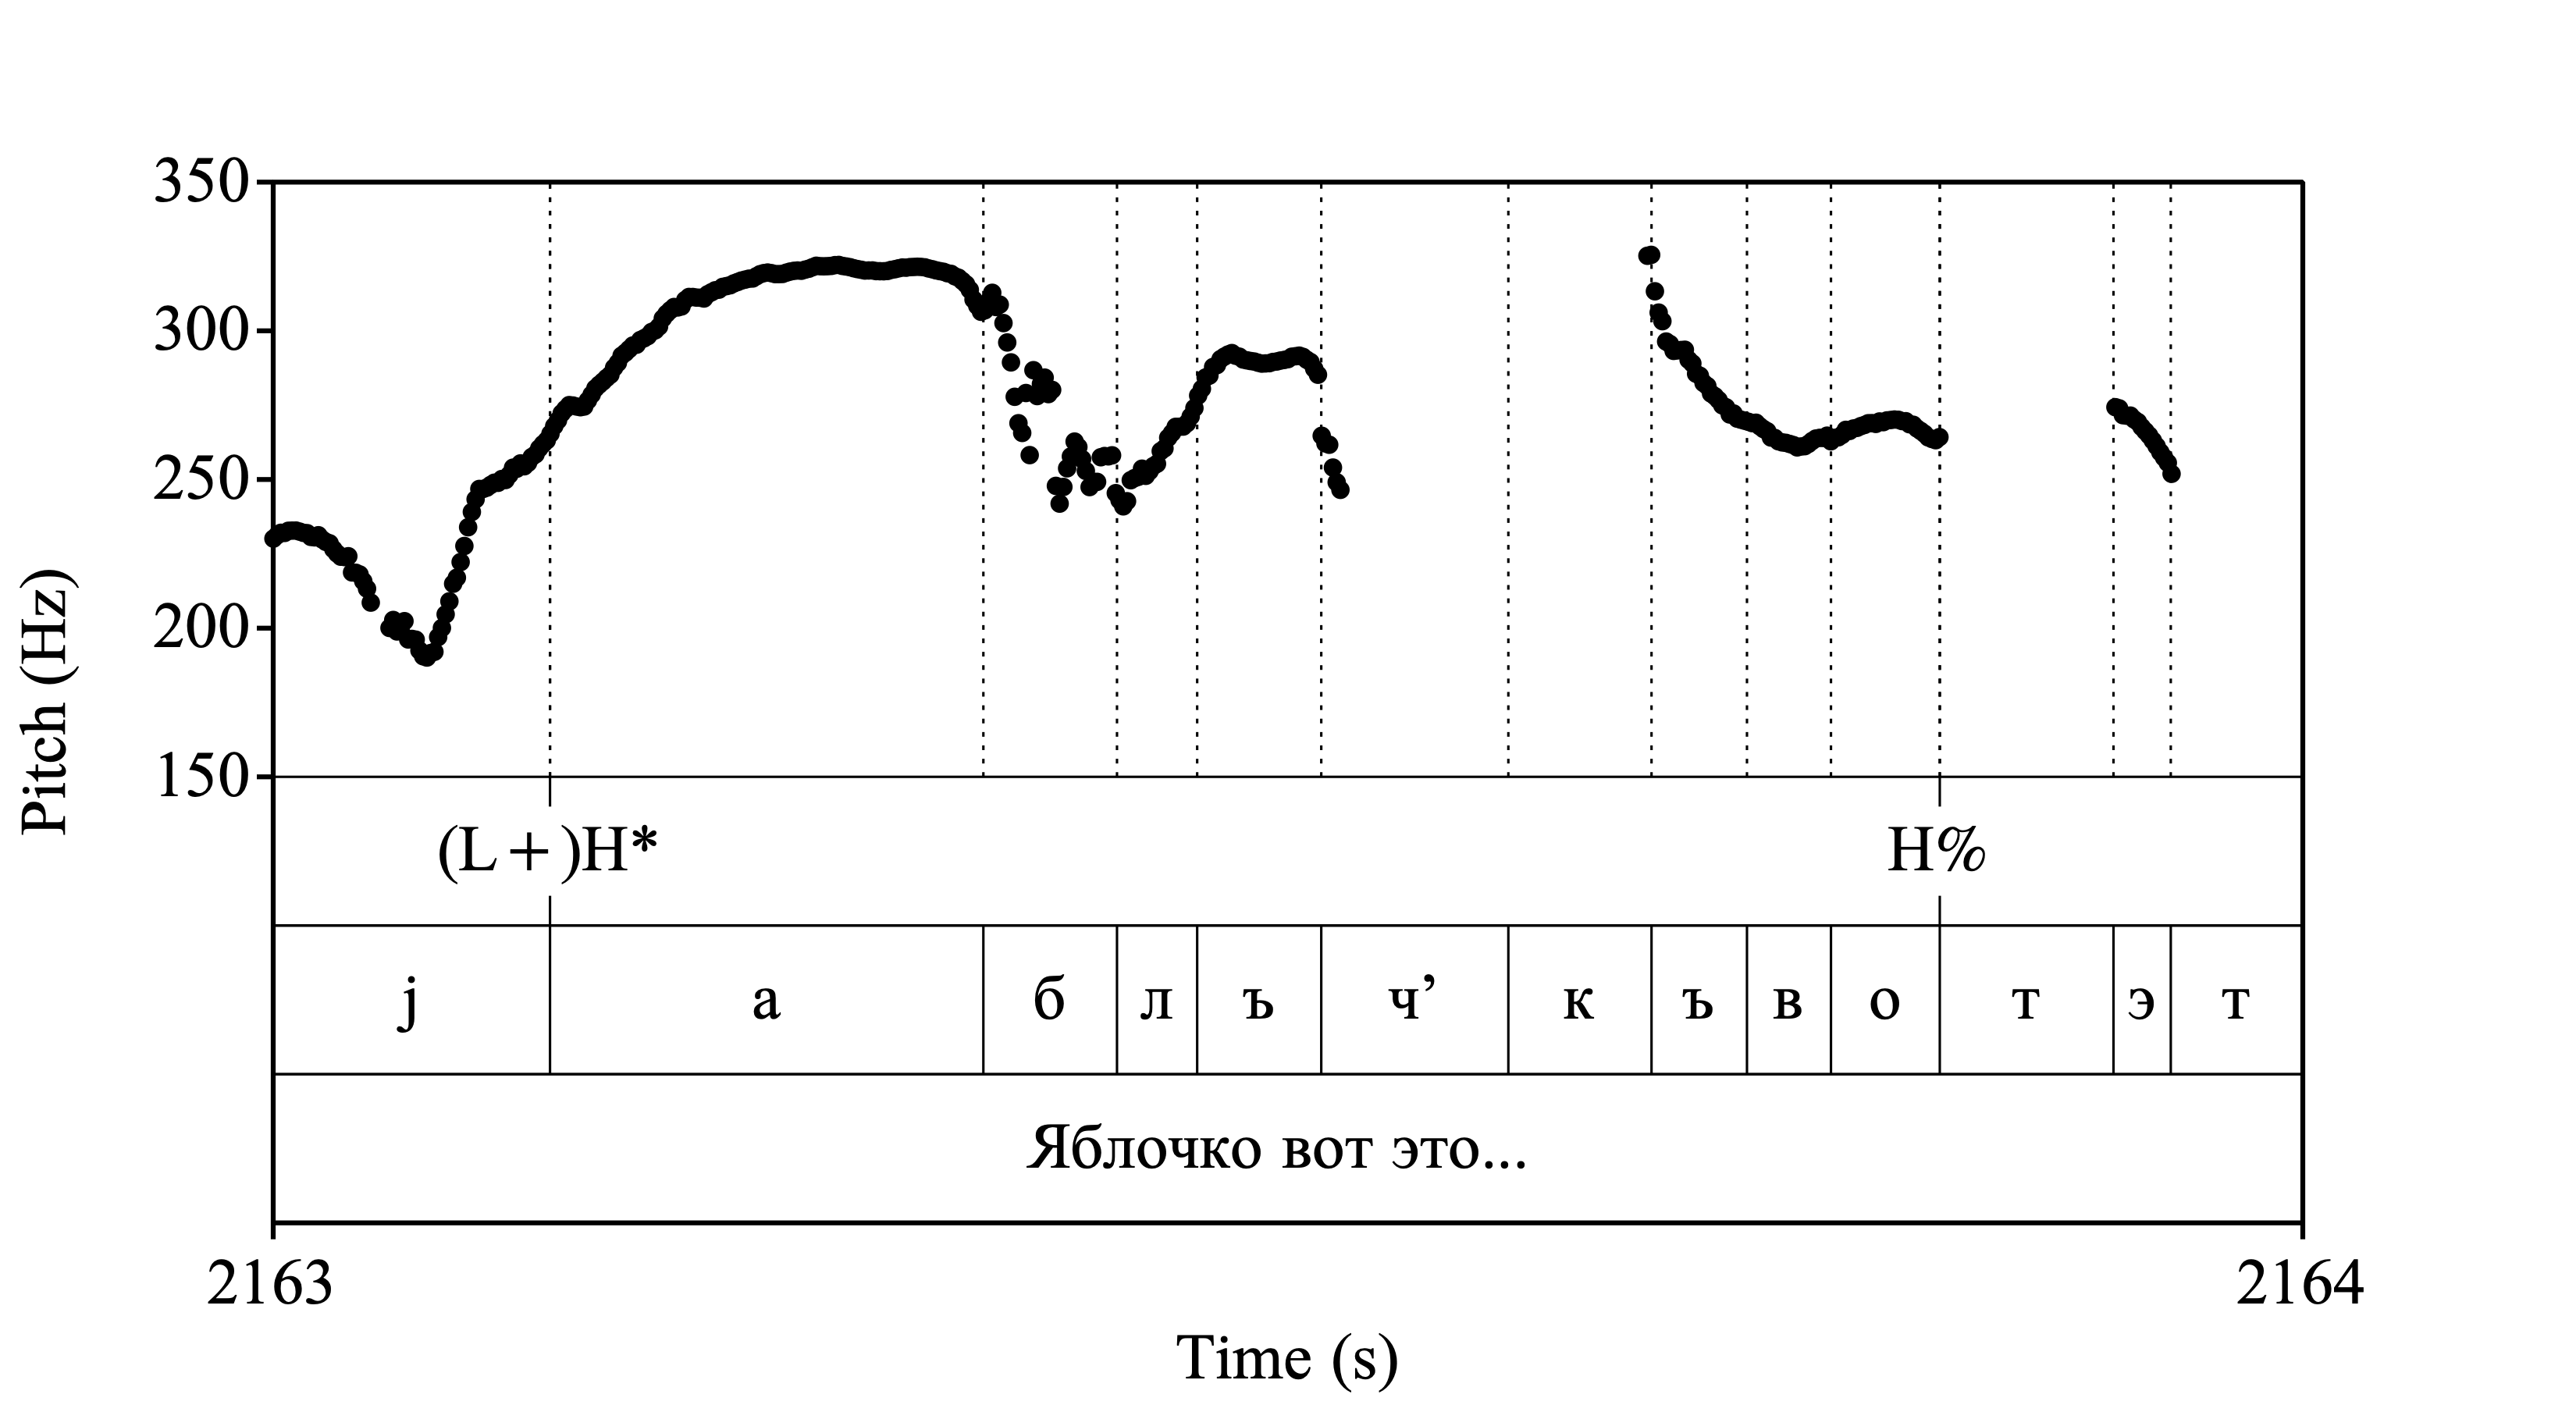 350
300
250
200
150
Pitch (Hz)
(L+)H* H%
j а б л ъ ч’ к ъ в о т э т
Яблочко вот это...
2163 2164
Time (s)